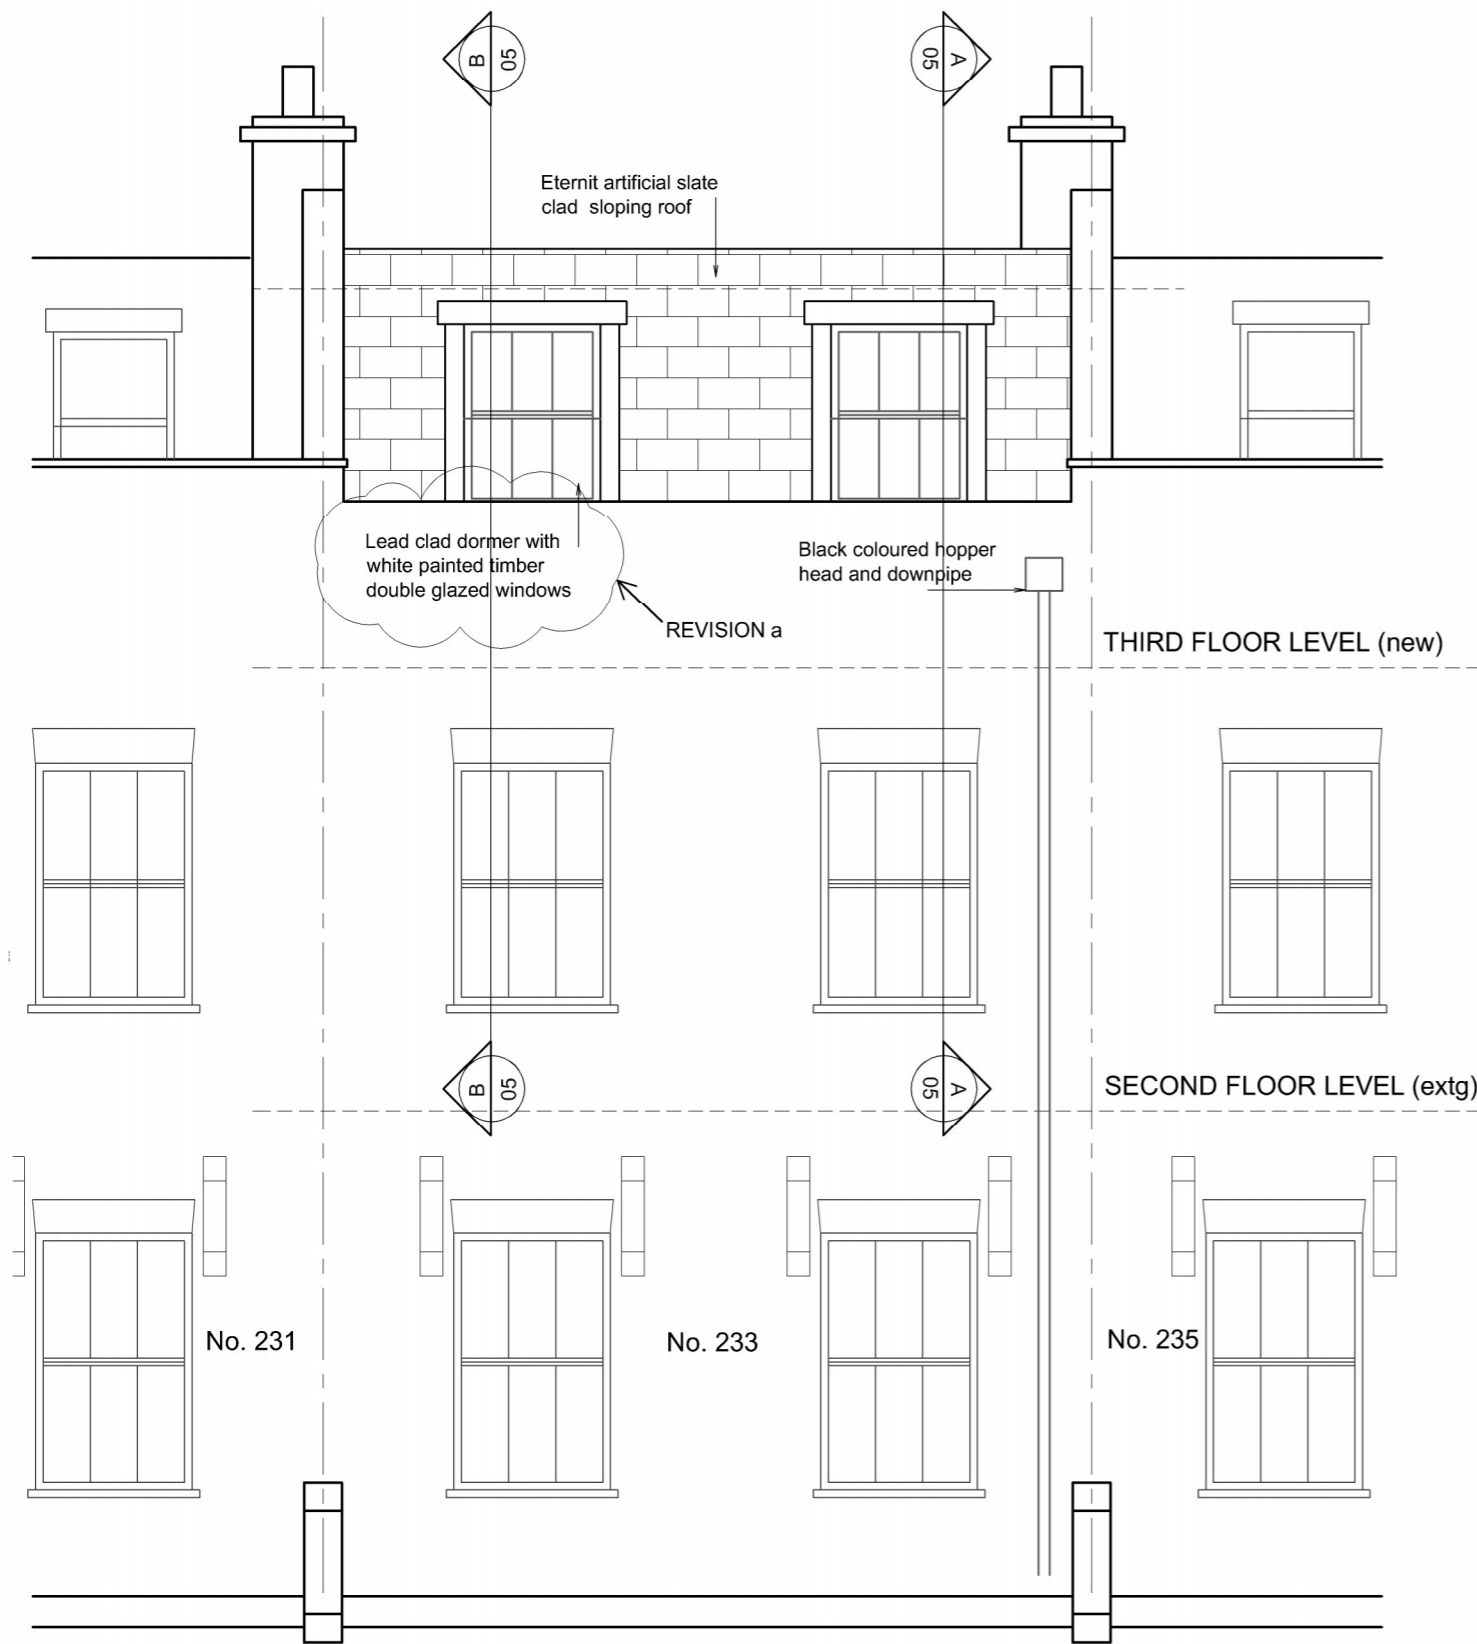 B
05
A
05
Eternit artificial slate
clad sloping roof
Lead clad dormer with
white painted timber
double glazed windows
Black coloured hopper
head and downpipe
REVISION a
THIRD FLOOR LEVEL (new)
B
05
A
05
SECOND FLOOR LEVEL (extg)
No. 231
No. 233
No. 235